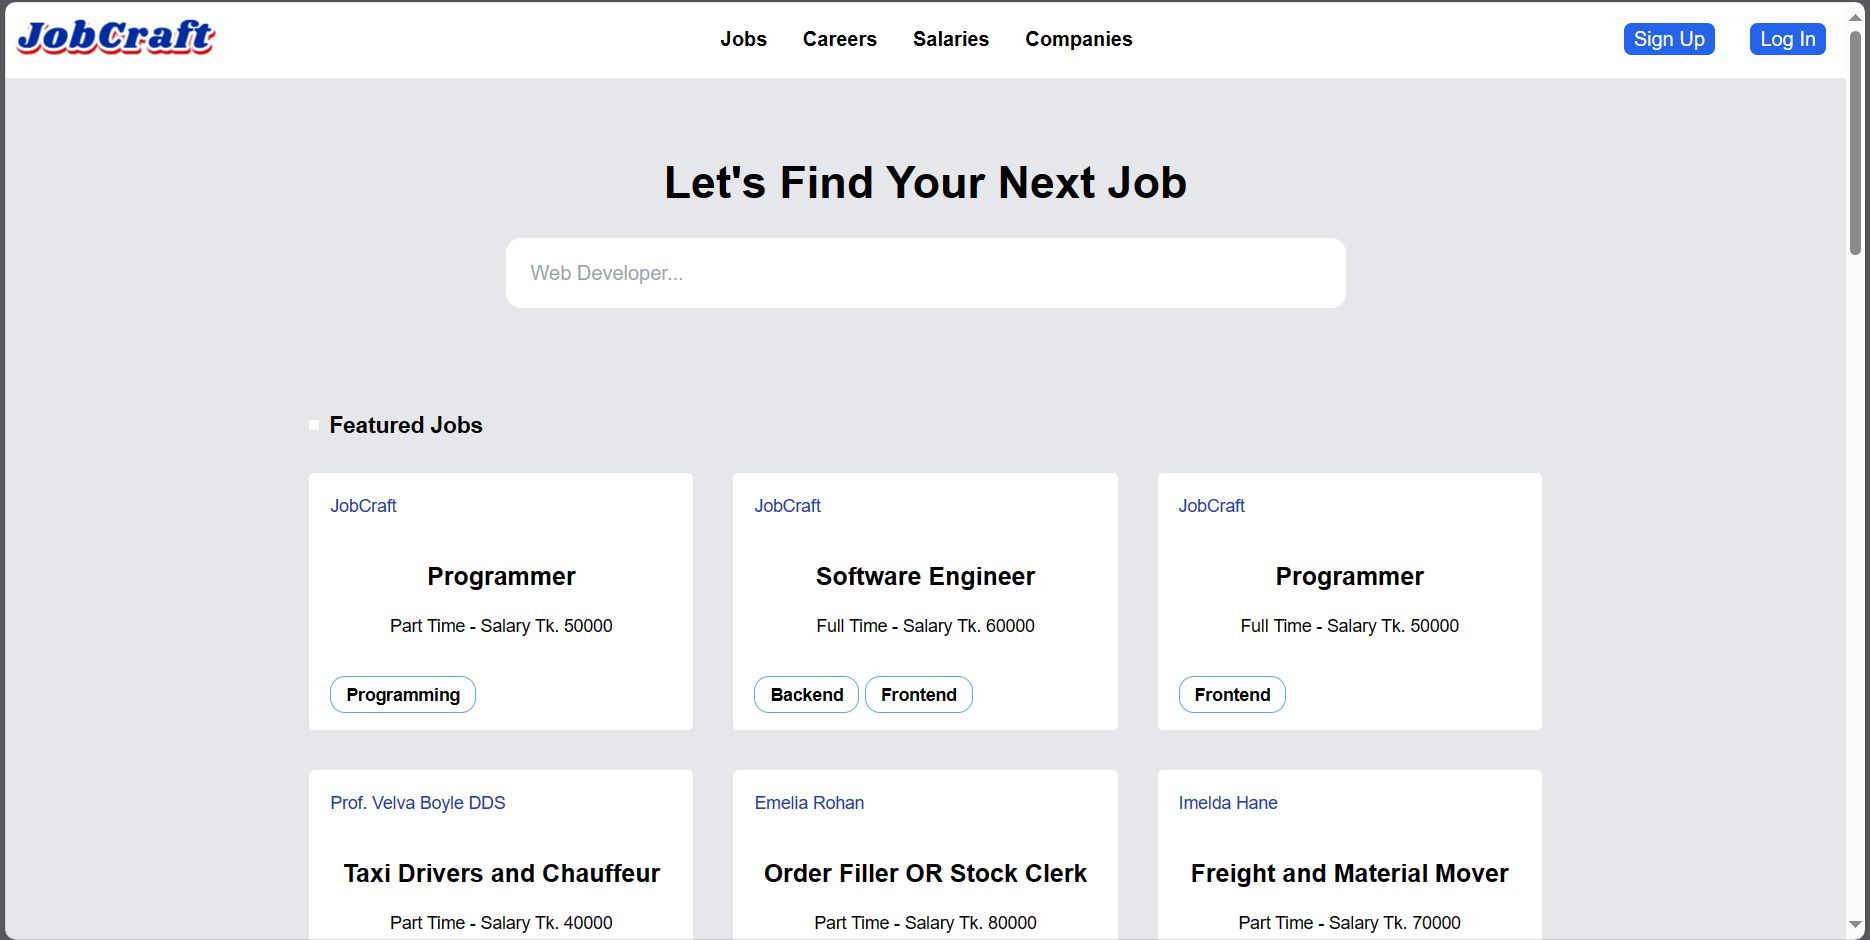 JobCraft
Jobs Careers Salaries Companies
Sign Up Log In
Let's Find Your Next Job
Web Developer...
Featured Jobs
JobCraft
Programmer
Part Time - Salary Tk. 50000
Programming
JobCraft
Software Engineer
Full Time - Salary Tk. 60000
Backend Frontend
JobCraft
Programmer
Full Time - Salary Tk. 50000
Frontend
Prof. Velva Boyle DDS
Taxi Drivers and Chauffeur
Part Time - Salary Tk. 40000
Emelia Rohan
Order Filler OR Stock Clerk
Part Time - Salary Tk. 80000
Imelda Hane
Freight and Material Mover
Part Time - Salary Tk. 70000